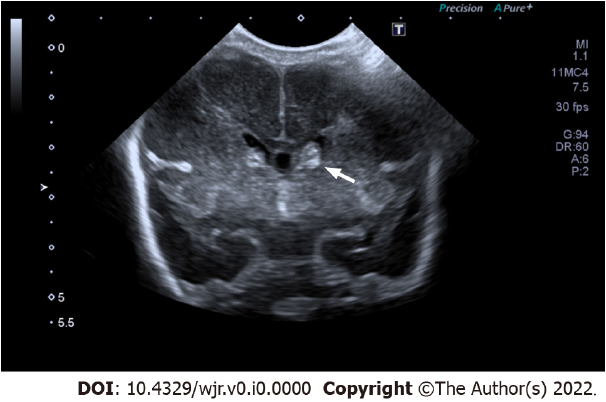 Precision A Pure+
T
0
MI
1.1
11MC4
7.5
30 fps
G:94
DR:60
A:6
P:2
5
5.5
DOI: 10.4329/wjr.v0.i0.0000 Copyright ©The Author(s) 2022.